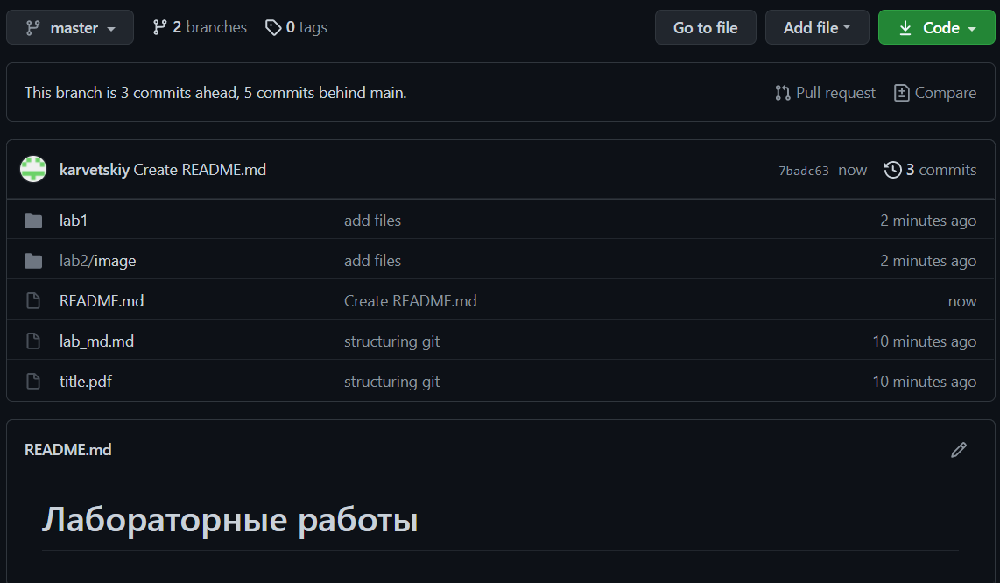 master 2 branches 0 tags Go to file Add file Code
This branch is 3 commits ahead, 5 commits behind main. Pull request Compare
karvetskiy Create README.md 7badc63 now 3 commits
lab1 add files 2 minutes ago
lab2/image add files 2 minutes ago
README.md Create README.md now
lab_md.md structuring git 10 minutes ago
title.pdf structuring git 10 minutes ago
README.md
Лабораторные работы